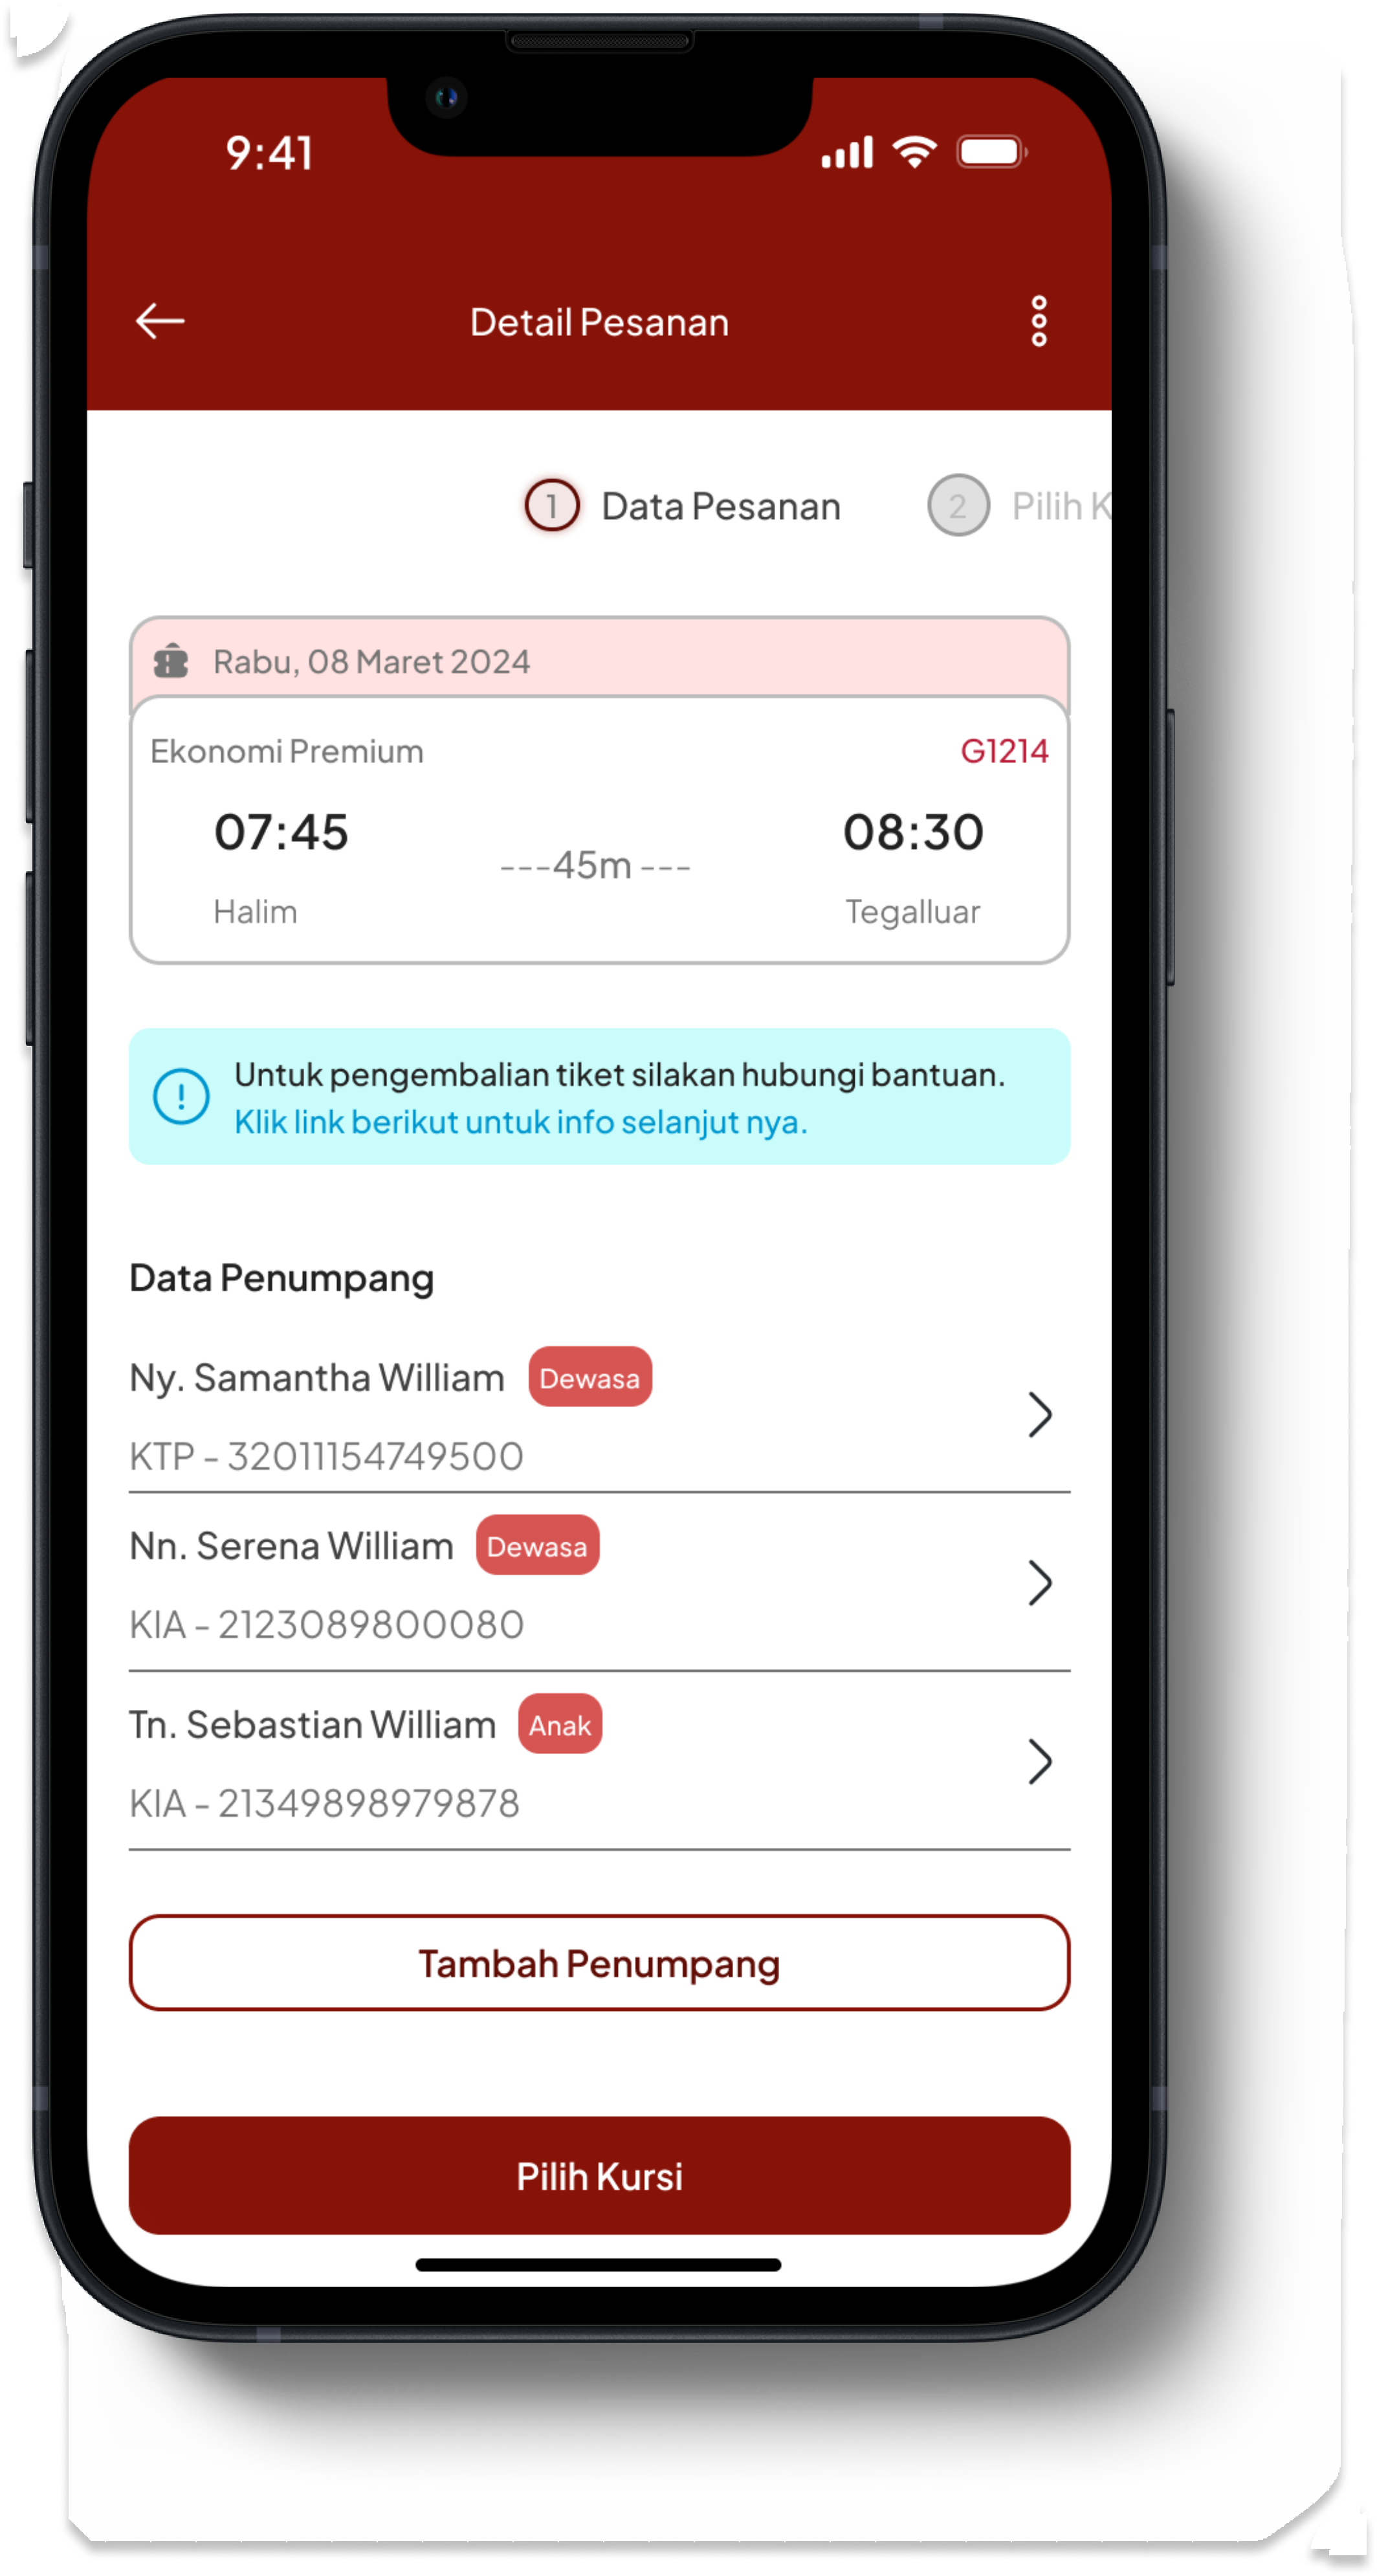 9:41
Detail Pesanan
1 Data Pesanan 2 Pilih K
Rabu, 08 Maret 2024
Ekonomi Premium G1214
07:45 08:30
---45m ---
Halim Tegalluar
Untuk pengembalian tiket silakan hubungi bantuan.
Klik link berikut untuk info selanjut nya.
Data Penumpang
Ny. Samantha William Dewasa
KTP - 32011154749500
Nn. Serena William Dewasa
KIA - 2123089800080
Tn. Sebastian William Anak
KIA - 21349898979878
Tambah Penumpang
Pilih Kursi